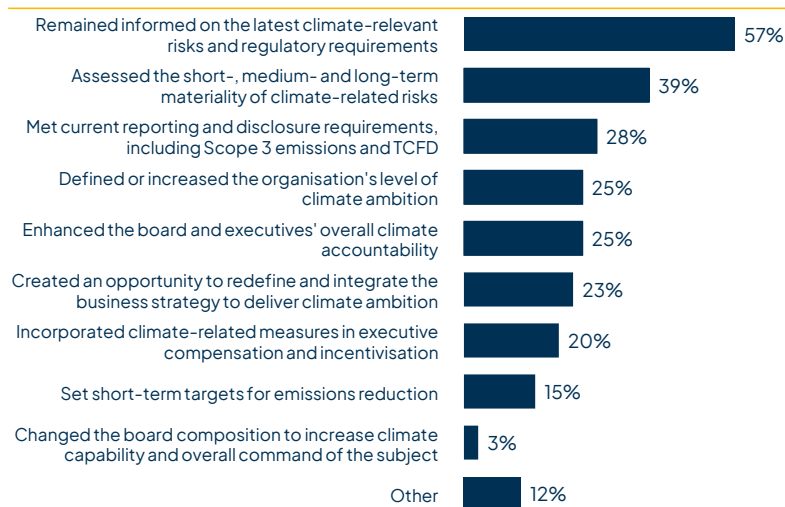 Remained informed on the latest climate-relevant
risks and regulatory requirements
57%
Assessed the short-, medium- and long-term
materiality of climate-related risks
39%
Met current reporting and disclosure requirements,
including Scope 3 emissions and TCFD
28%
Defined or increased the organisation's level of
climate ambition
25%
Enhanced the board and executives' overall climate
accountability
25%
Created an opportunity to redefine and integrate the
business strategy to deliver climate ambition
23%
Incorporated climate-related measures in executive
compensation and incentivisation
20%
Set short-term targets for emissions reduction
15%
Changed the board composition to increase climate
capability and overall command of the subject
3%
Other
12%